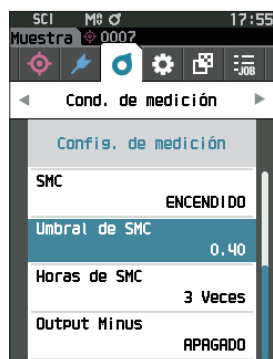 SCI M 17:55
Muestra 0007
-JOB
Cond. de medición
Config. de medición
SMC
ENCENDIDO
Umbral de SMC
0.40
Horas de SMC
3 Veces
Output Minus
APAGADO